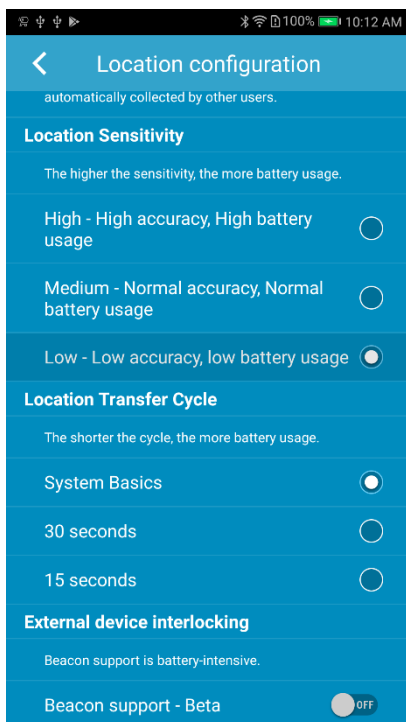 100% 10:12 AM
Location configuration
automatically collected by other users.
Location Sensitivity
The higher the sensitivity, the more battery usage.
High - High accuracy, High battery
usage
Medium - Normal accuracy, Normal
battery usage
Low - Low accuracy, low battery usage
Location Transfer Cycle
The shorter the cycle, the more battery usage.
System Basics
30 seconds
15 seconds
External device interlocking
Beacon support is battery-intensive.
Beacon support - Beta
OFF